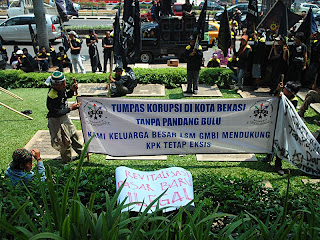 TUMPAS KORUPSI DI KOTA BEKASI
TANPA PANDANG BULU
KAMI KELUARGA BESAR LSM GMBI MENDUKUNG
KPK TETAP EKSIS
REVITALISASI
PASAR BARU
ILEGAL